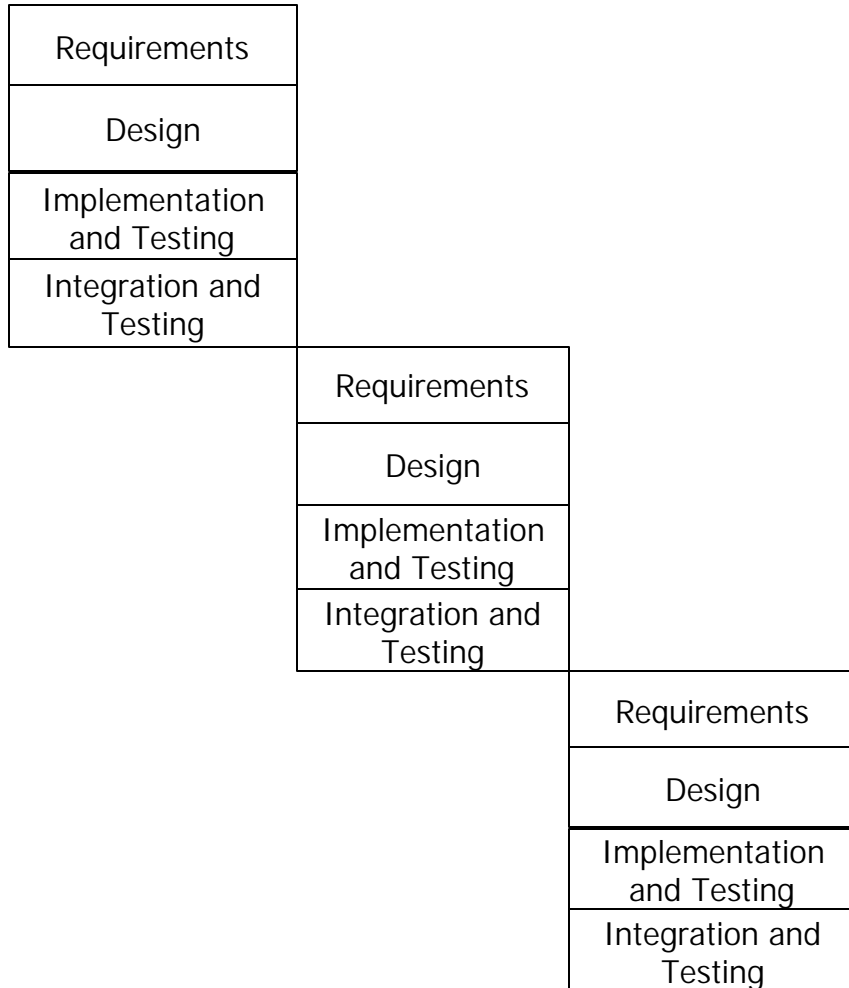 Requirements
Design
Implementation
and Testing
Integration and
Testing
Requirements
Design
Implementation
and Testing
Integration and
Testing
Requirements
Design
Implementation
and Testing
Integration and
Testing